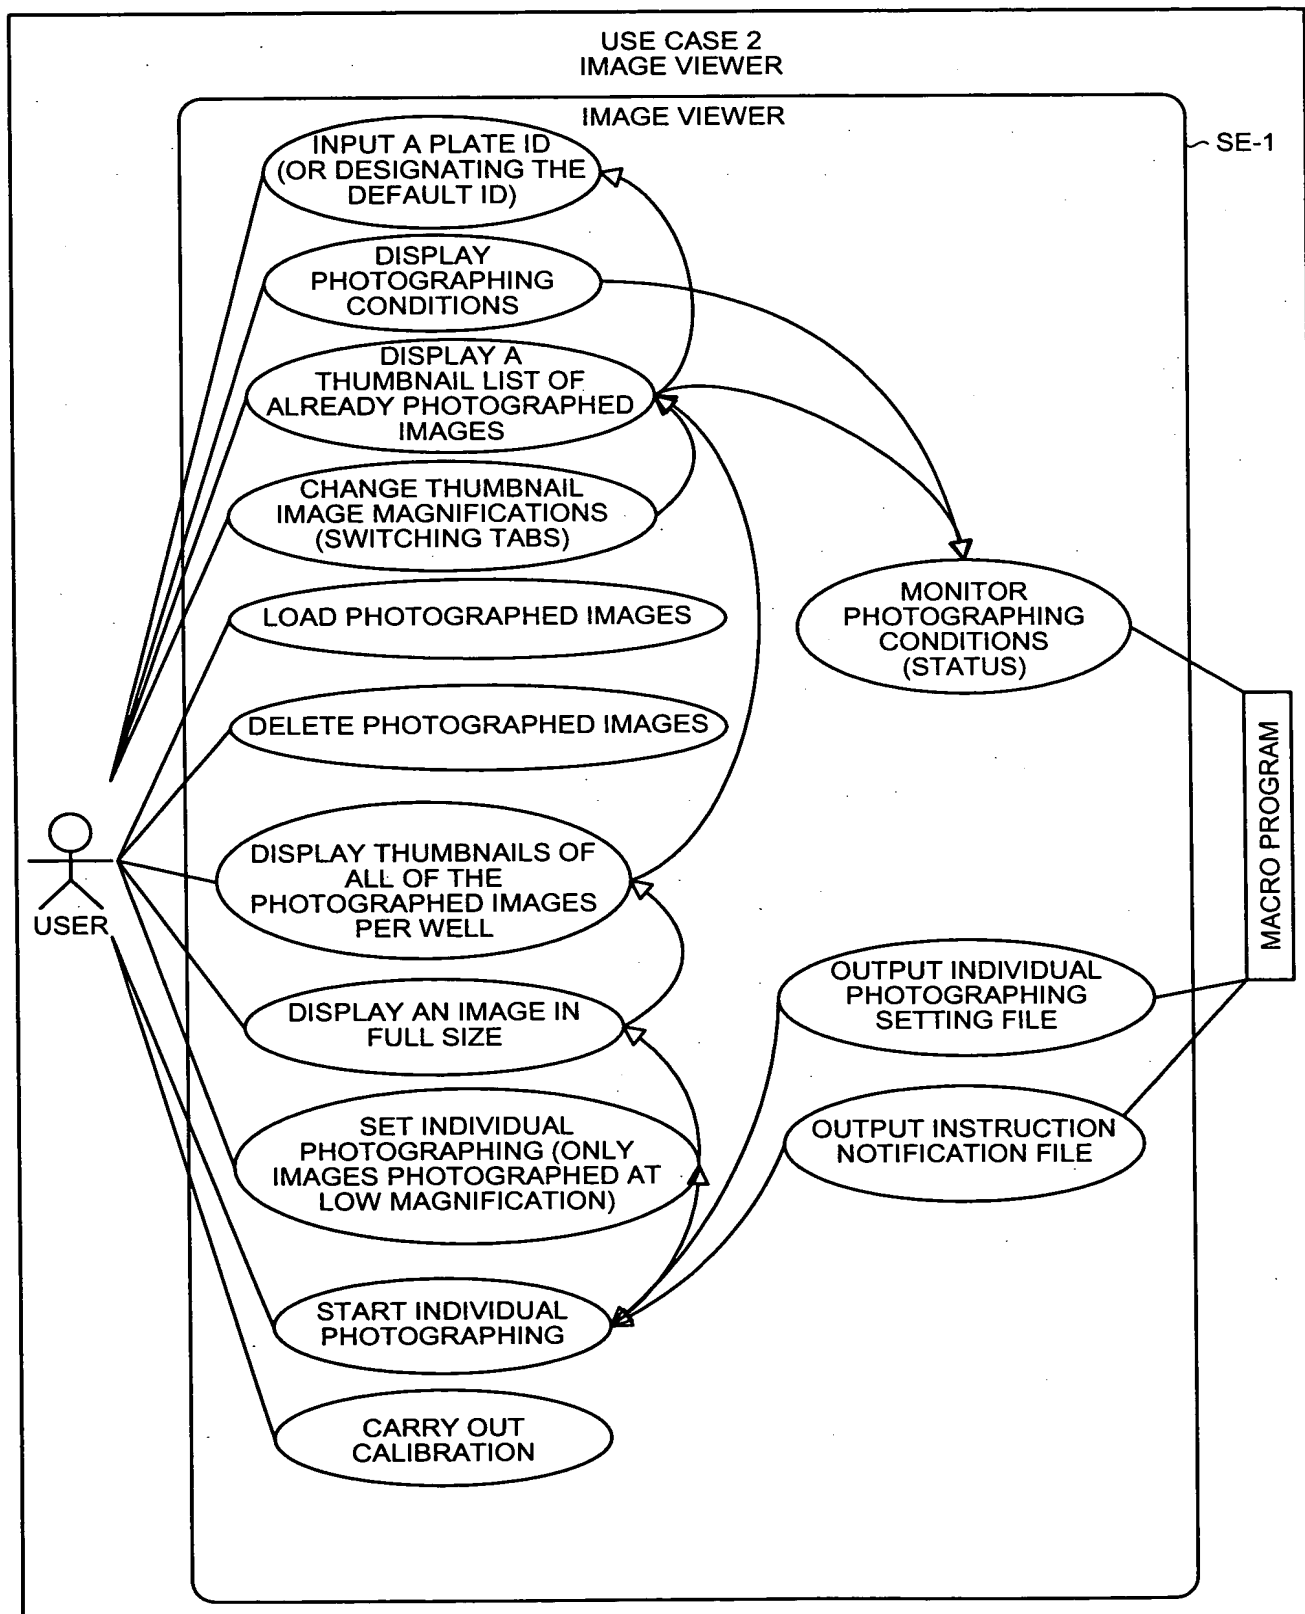 USE CASE 2
IMAGE VIEWER
IMAGE VIEWER
SE-1
INPUT A PLATE ID
(OR DESIGNATING THE
DEFAULT ID)
DISPLAY
PHOTOGRAPHING
CONDITIONS
DISPLAY A
THUMBNAIL LIST OF
ALREADY PHOTOGRAPHED
IMAGES
CHANGE THUMBNAIL
IMAGE MAGNIFICATIONS
(SWITCHING TABS)
LOAD PHOTOGRAPHED IMAGES
MONITOR
PHOTOGRAPHING
CONDITIONS
(STATUS)
DELETE PHOTOGRAPHED IMAGES
MACRO PROGRAM
DISPLAY THUMBNAILS OF
ALL OF THE
PHOTOGRAPHED IMAGES
PER WELL
USER
OUTPUT INDIVIDUAL
PHOTOGRAPHING
SETTING FILE
DISPLAY AN IMAGE IN
FULL SIZE
SET INDIVIDUAL
PHOTOGRAPHING (ONLY
IMAGES PHOTOGRAPHED AT
LOW MAGNIFICATION)
OUTPUT INSTRUCTION
NOTIFICATION FILE
START INDIVIDUAL
PHOTOGRAPHING
CARRY OUT
CALIBRATION